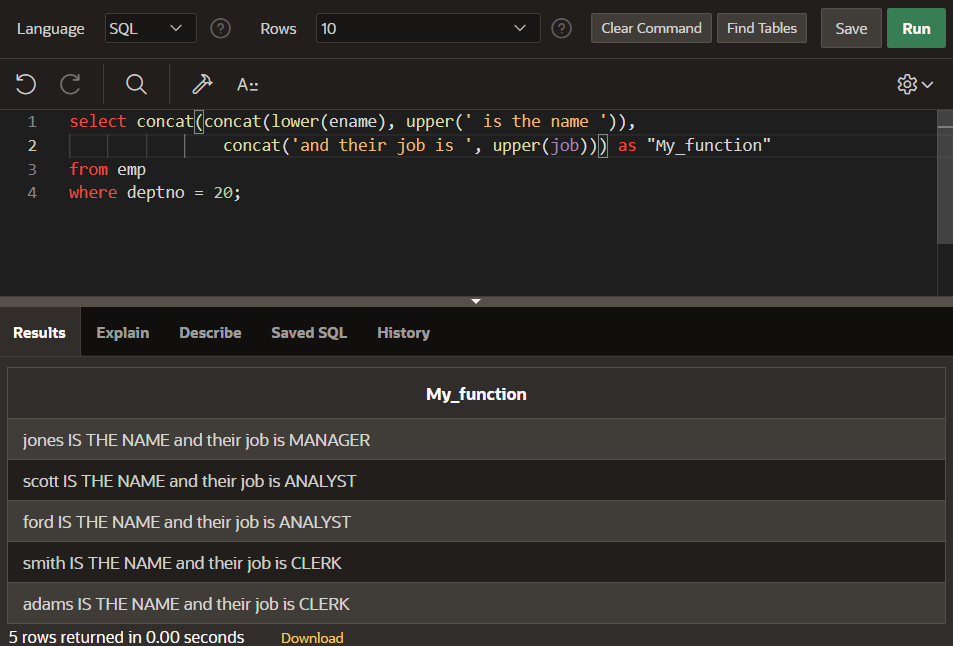 Language SQL ? Rows 10 ? Clear Command Find Tables Save Run
A::
1 select concat(concat(lower(ename), upper(' is the name ')),
2 concat('and their job is ', upper(job))) as "My_function"
3 from emp
4 where deptno = 20;
Results Explain Describe Saved SQL History
My_function
jones IS THE NAME and their job is MANAGER
scott IS THE NAME and their job is ANALYST
ford IS THE NAME and their job is ANALYST
smith IS THE NAME and their job is CLERK
adams IS THE NAME and their job is CLERK
5 rows returned in 0.00 seconds Download